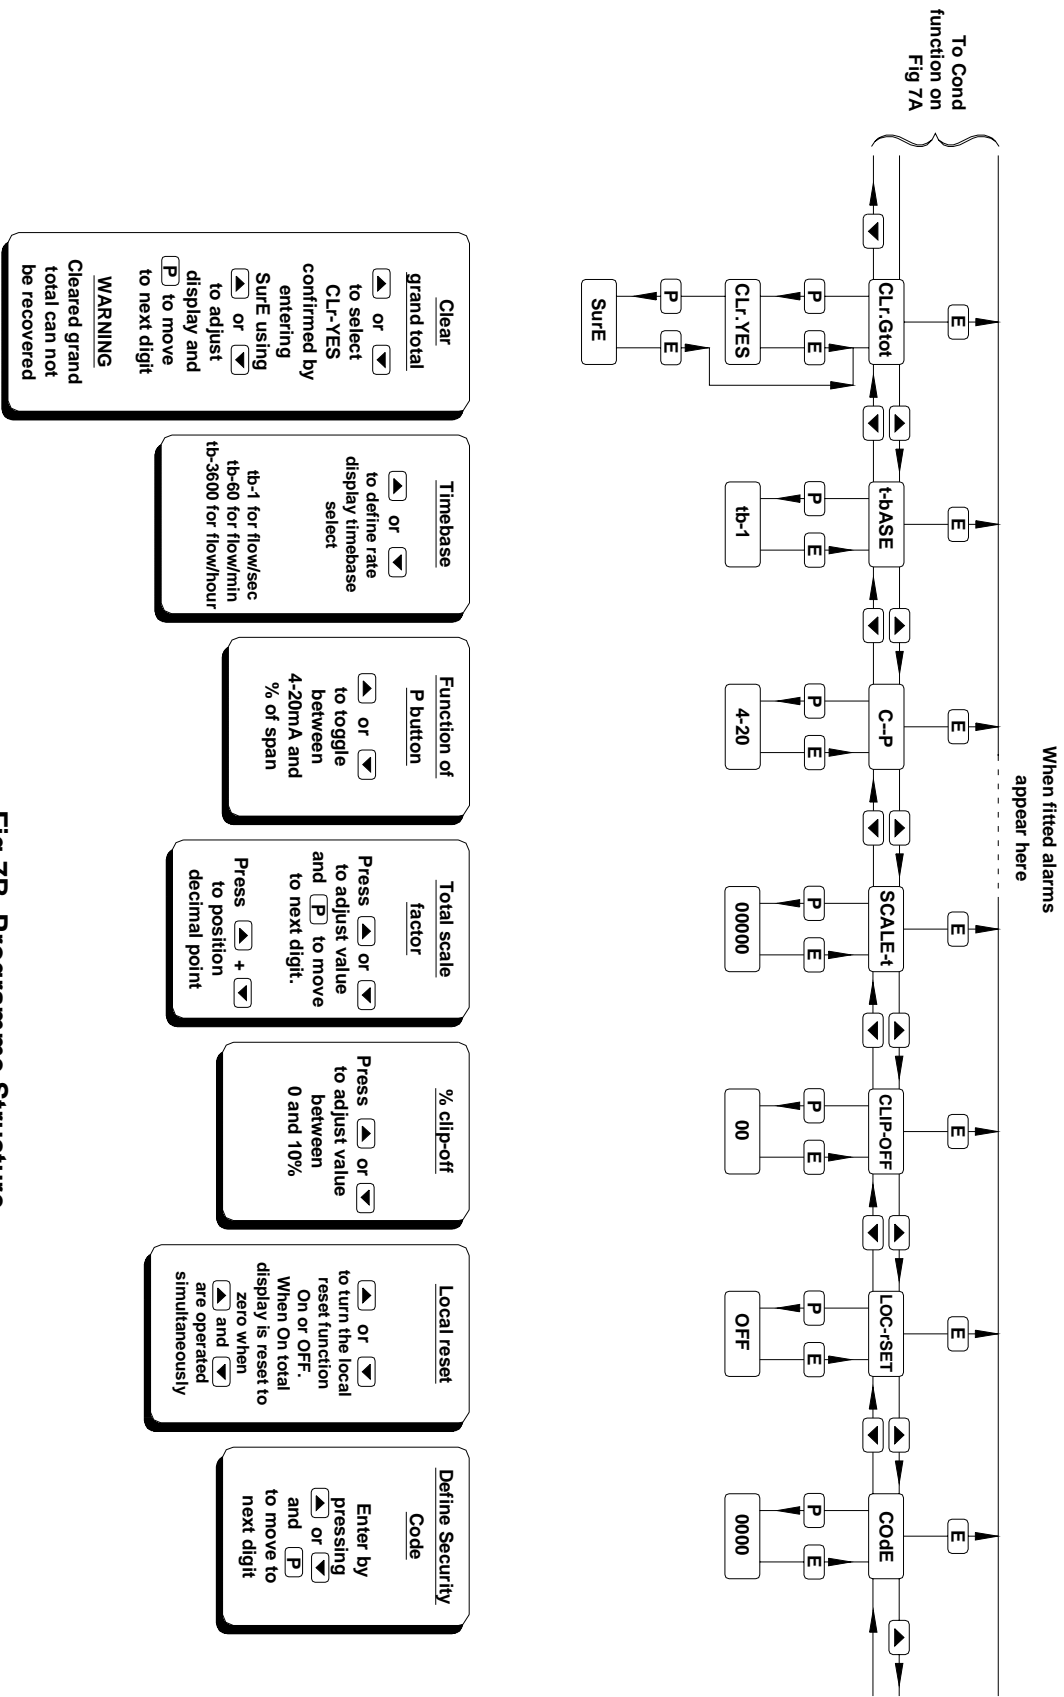 When fitted alarms
appear here
To Cond
function on
Fig 7A
E E E E E E E
▲ ▲ ▲ ▲ ▲ ▲ ▲
CLr.Gtot t-bASE C--P SCALE-t CLIP-OFF LOC-rSET COdE
▼ ▼ ▼ ▼ ▼ ▼ ▼
P E P E P E P E P E P E P E
CLr.YES tb-1 4-20 00000 00 OFF 0000
P E
SurE
Clear
grand total
▲ or ▼
to select
CLr-YES
confirmed by
entering
SurE using
▲ or ▼
to adjust
display and
P to move
to next digit
WARNING
Cleared grand
total can not
be recovered
Timebase
▲ or ▼
to define rate
display timebase
select
tb-1 for flow/sec
tb-60 for flow/min
tb-3600 for flow/hour
Function of
P button
▲ or ▼
to toggle
between
4-20mA and
% of span
Total scale
factor
Press ▲ or ▼
to adjust value
and P to move
to next digit.
Press ▲ + ▼
to position
decimal point
% clip-off
Press ▲ or ▼
to adjust value
between
0 and 10%
Local reset
▲ or ▼
to turn the local
reset function
On or OFF.
When On total
display is reset to
zero when
▲ and ▼
are operated
simultaneously
Define Security
Code
Enter by
pressing
▲ or ▼
and P
to move to
next digit
Fig 7B Programme Structure